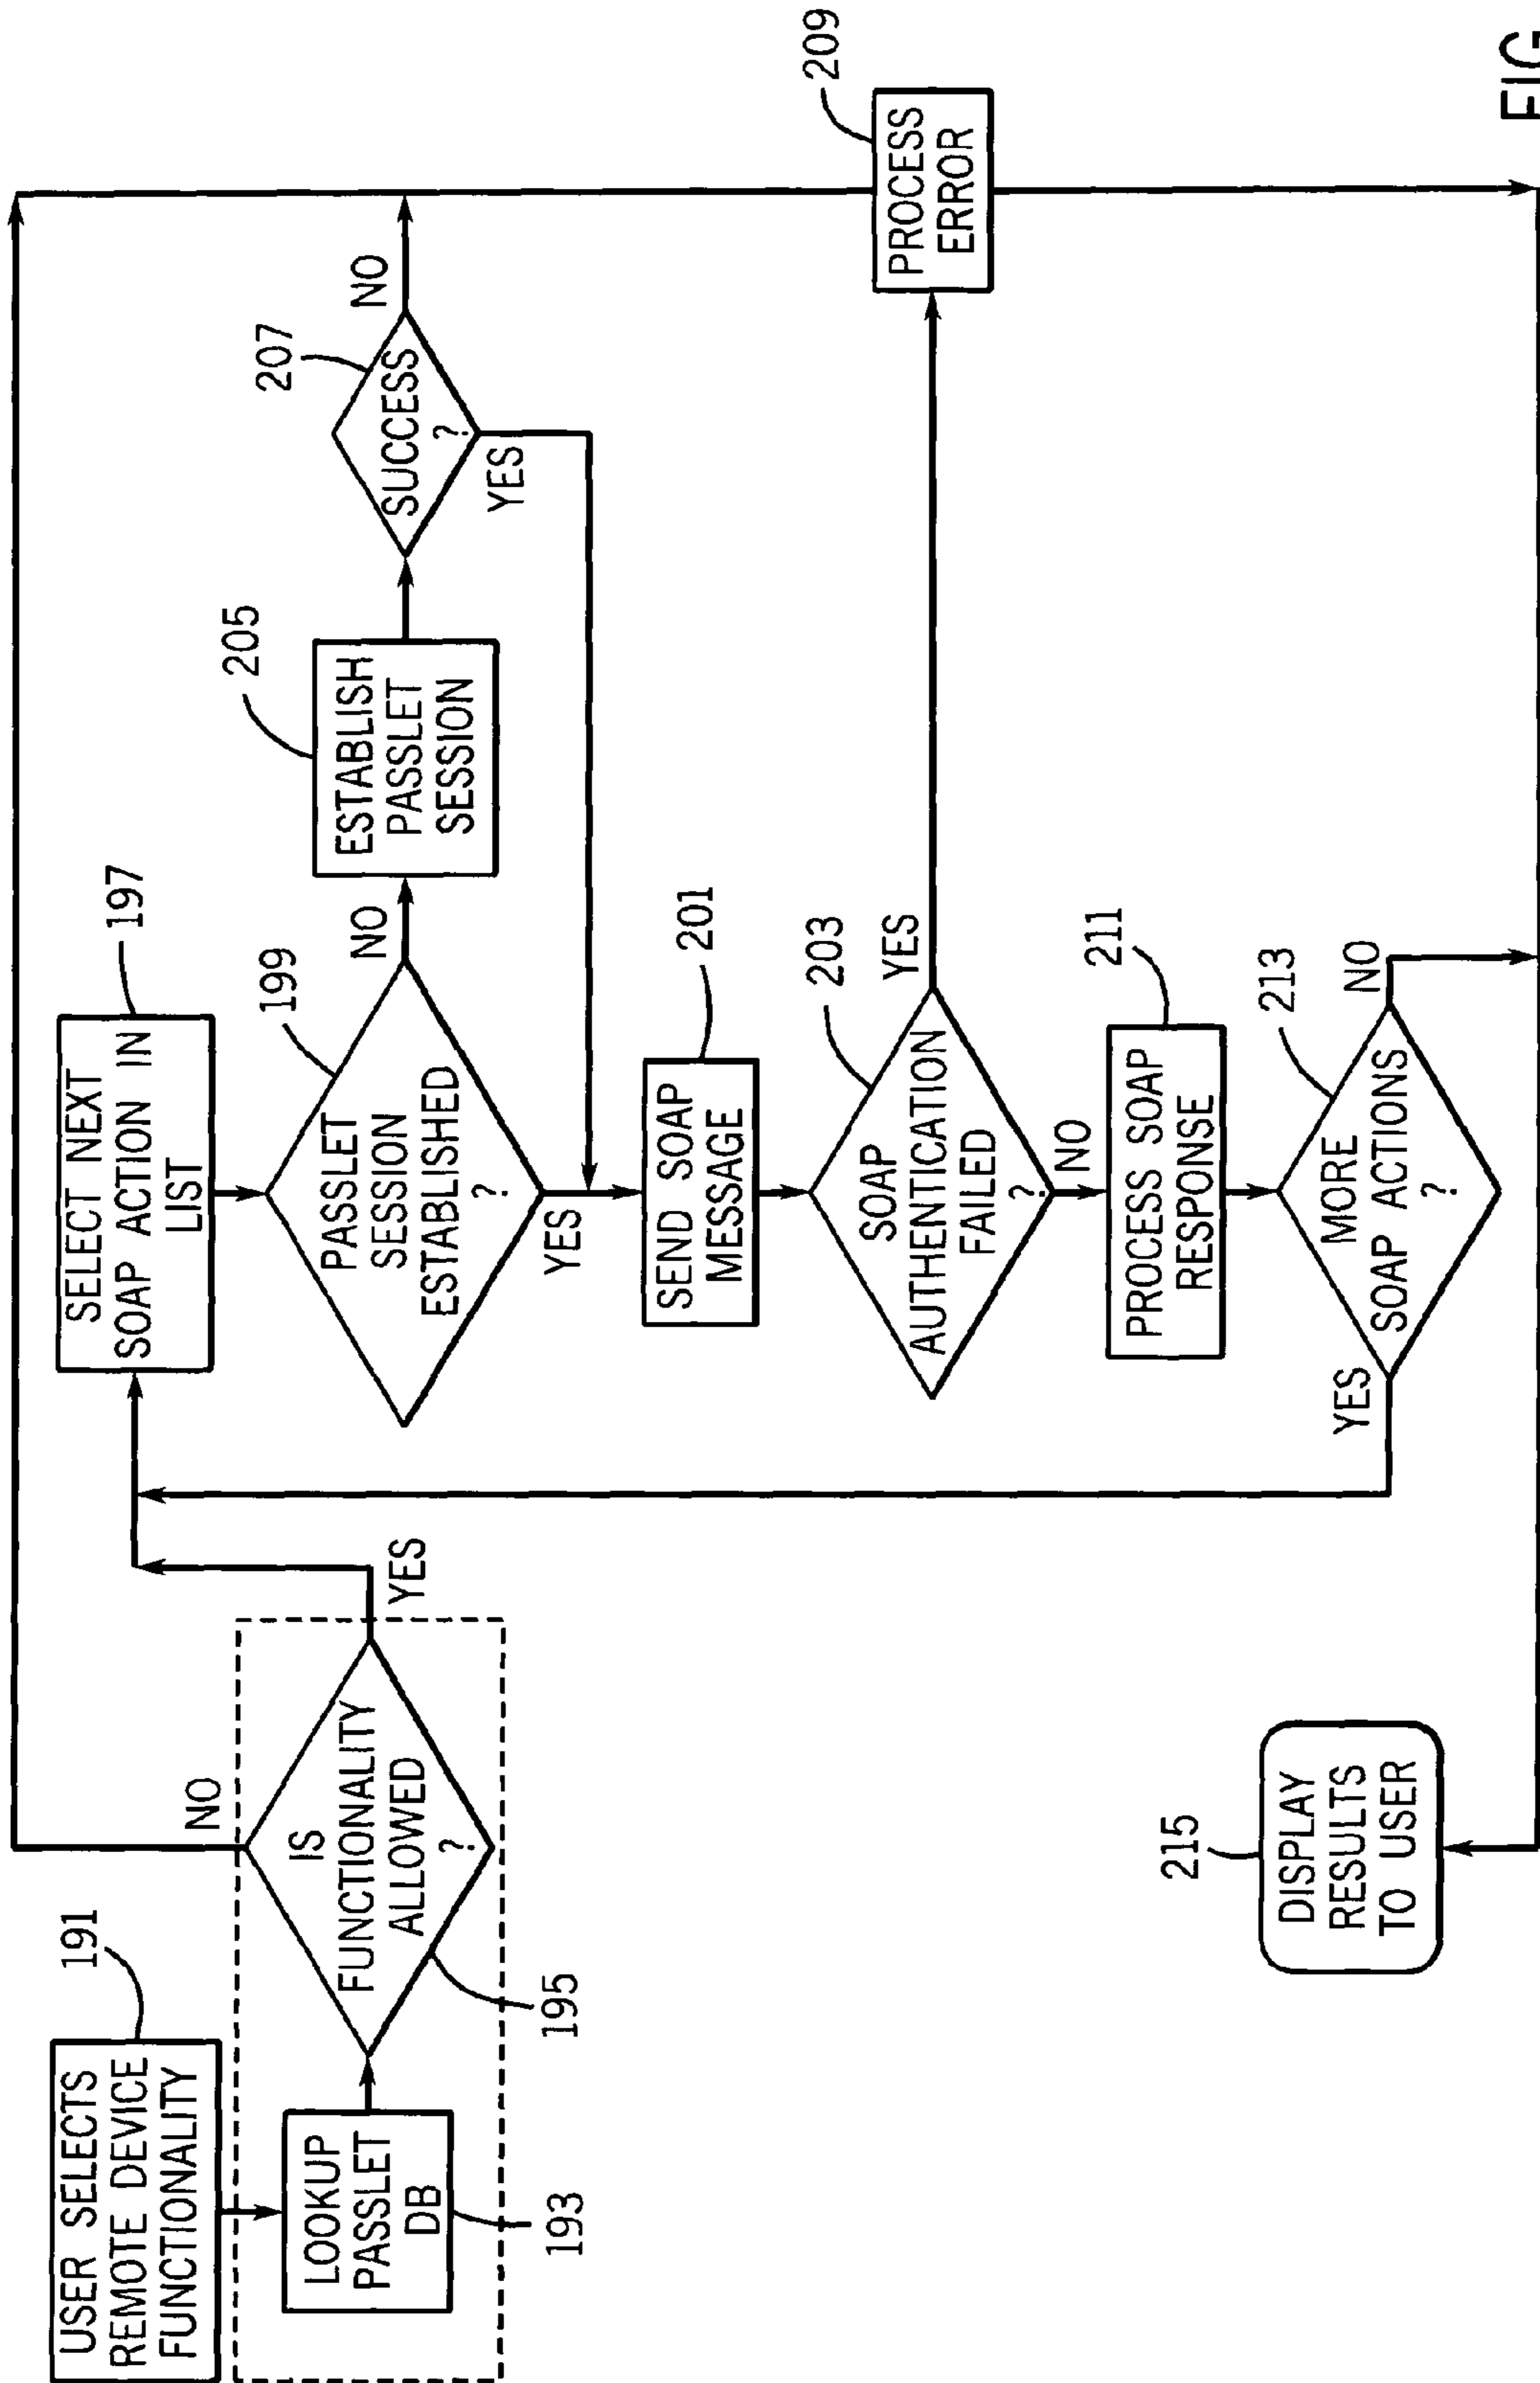 191
USER SELECTS
REMOTE DEVICE
FUNCTIONALITY
LOOKUP
PASSLET
DB
193
IS
FUNCTIONALITY
ALLOWED
?
195
NO
YES
197
SELECT NEXT
SOAP ACTION IN
LIST
199
PASSLET
SESSION
ESTABLISHED
?
NO
YES
205
ESTABLISH
PASSLET
SESSION
207
SUCCESS
?
NO
YES
201
SEND SOAP
MESSAGE
203
SOAP
AUTHENTICATION
FAILED
?
YES
NO
209
PROCESS
ERROR
211
PROCESS SOAP
RESPONSE
213
MORE
SOAP ACTIONS
?
YES
NO
215
DISPLAY
RESULTS
TO USER